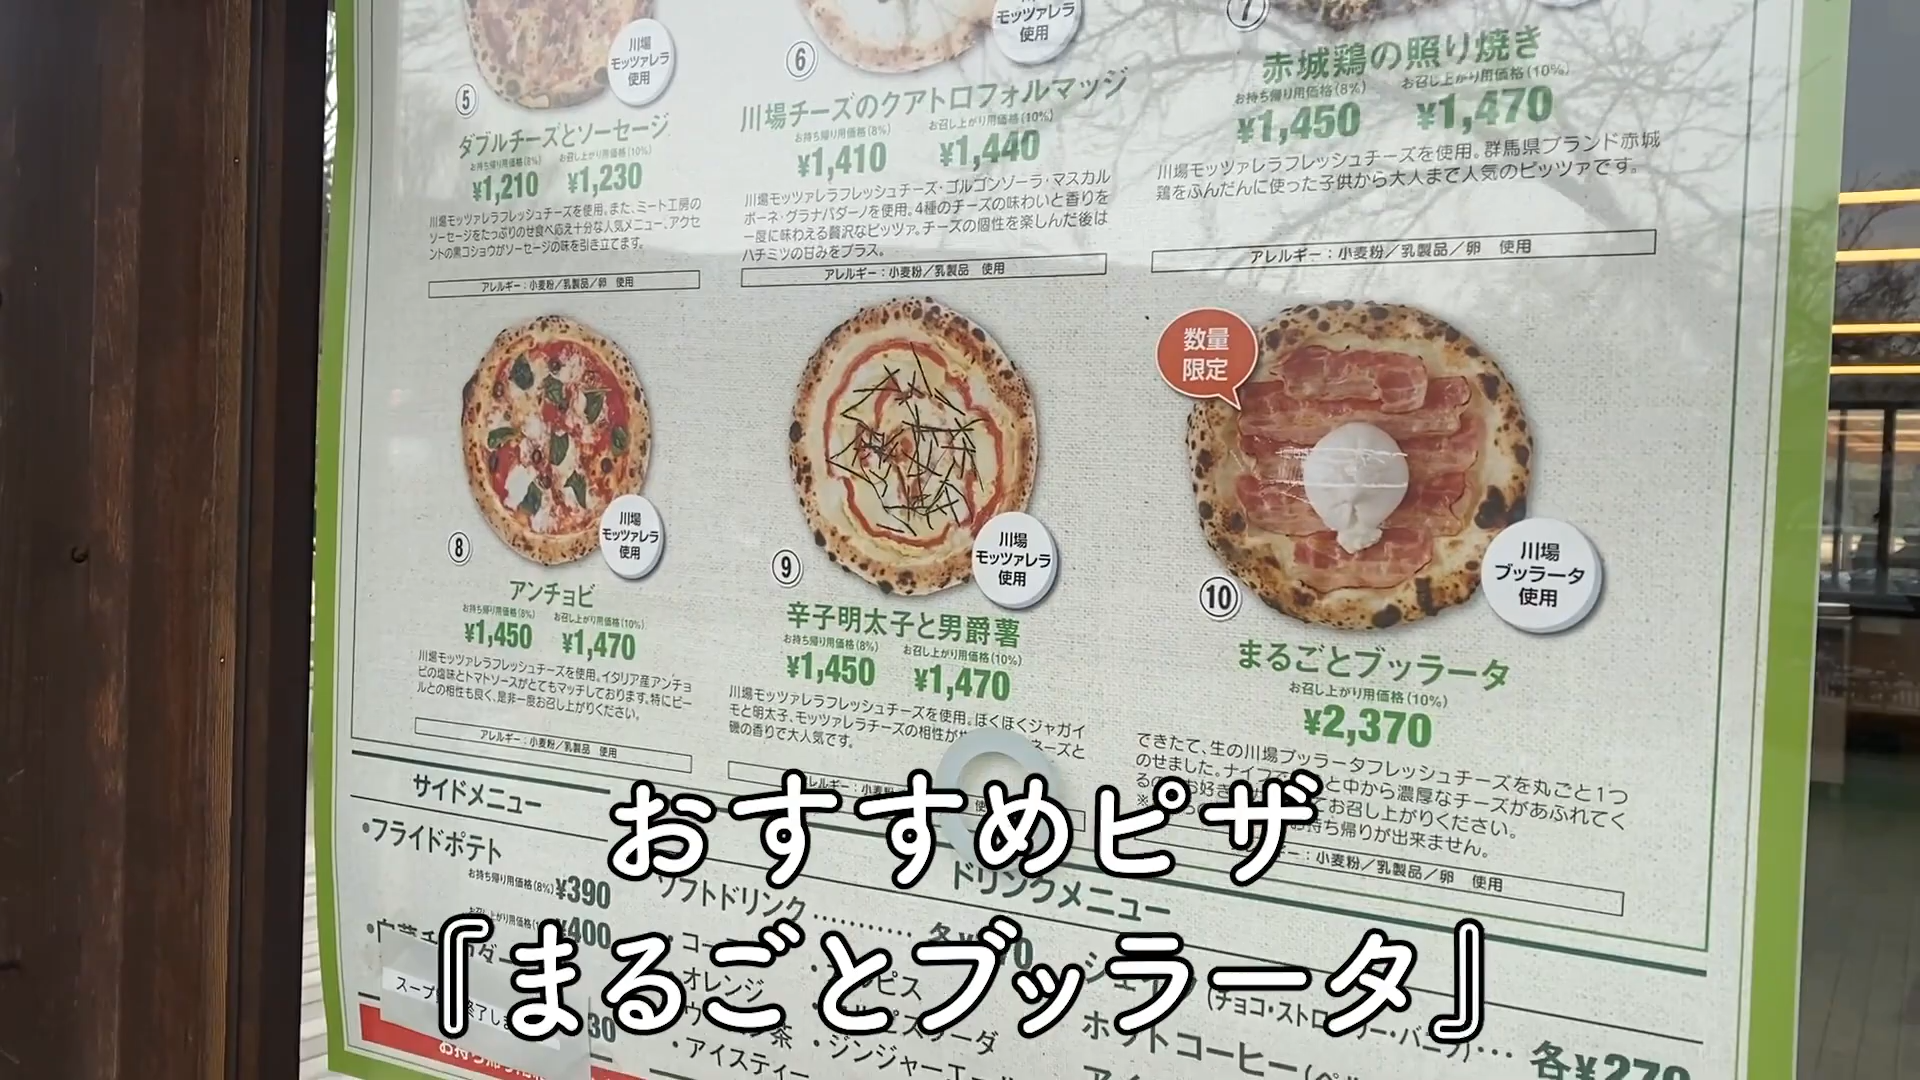 川場
モッツァレラ
使用
⑤
ダブルチーズとソーセージ
お持ち帰り用価格(8%) お召し上がり用価格(10%)
¥1,210 ¥1,230
川場モッツァレラフレッシュチーズを使用。また、ミート工房の
ソーセージをたっぷりのせ食べ応え十分な人気メニュー。アクセ
ントの黒コショウがソーセージの味を引き立てます。
アレルギー：小麦粉／乳製品／卵 使用
モッツァレラ
使用
⑥
川場チーズのクアトロフォルマッジ
お持ち帰り用価格(8%) お召し上がり用価格(10%)
¥1,410 ¥1,440
川場モッツァレラフレッシュチーズ・ゴルゴンゾーラ・マスカル
ポーネ・グラナパダーノを使用。4種のチーズの味わいと香りを
一度に味わえる贅沢なピッツァ。チーズの個性を楽しんだ後は
ハチミツの甘みをプラス。
アレルギー：小麦粉／乳製品 使用
⑦
赤城鶏の照り焼き
お持ち帰り用価格(8%) お召し上がり用価格(10%)
¥1,450 ¥1,470
川場モッツァレラフレッシュチーズを使用。群馬県ブランド赤城
鶏をふんだんに使った子供から大人まで人気のピッツァです。
アレルギー：小麦粉／乳製品／卵 使用
川場
モッツァレラ
使用
⑧
アンチョビ
お持ち帰り用価格(8%) お召し上がり用価格(10%)
¥1,450 ¥1,470
川場モッツァレラフレッシュチーズを使用。イタリア産アンチョ
ビの塩味とトマトソースがとてもマッチしております。特にビー
ルとの相性も良く、是非一度お召し上がりください。
アレルギー：小麦粉／乳製品 使用
川場
モッツァレラ
使用
⑨
辛子明太子と男爵薯
お持ち帰り用価格(8%) お召し上がり用価格(10%)
¥1,450 ¥1,470
川場モッツァレラフレッシュチーズを使用。ほくほくジャガイ
モと明太子、モッツァレラチーズの相性が ネーズと
磯の香りで大人気です。
数量
限定
川場
ブッラータ
使用
⑩
まるごとブッラータ
お召し上がり用価格(10%)
¥2,370
できたて、生の川場ブッラータフレッシュチーズを丸ごと1つ
のせました。ナイフで と中から濃厚なチーズがあふれてく
る お好き てお召し上がりください。
お持ち帰りが出来ません。
：小麦粉／乳製品／卵 使用
おすすめピザ
『まるごとブッラータ』
サイドメニュー
•フライドポテト
お持ち帰り用価格(8%) ¥390
¥400
ドリンクメニュー
ソフトドリンク
・オレンジ
・アイスティー
(チョコ・ストロ
ホットコーヒー
各¥270